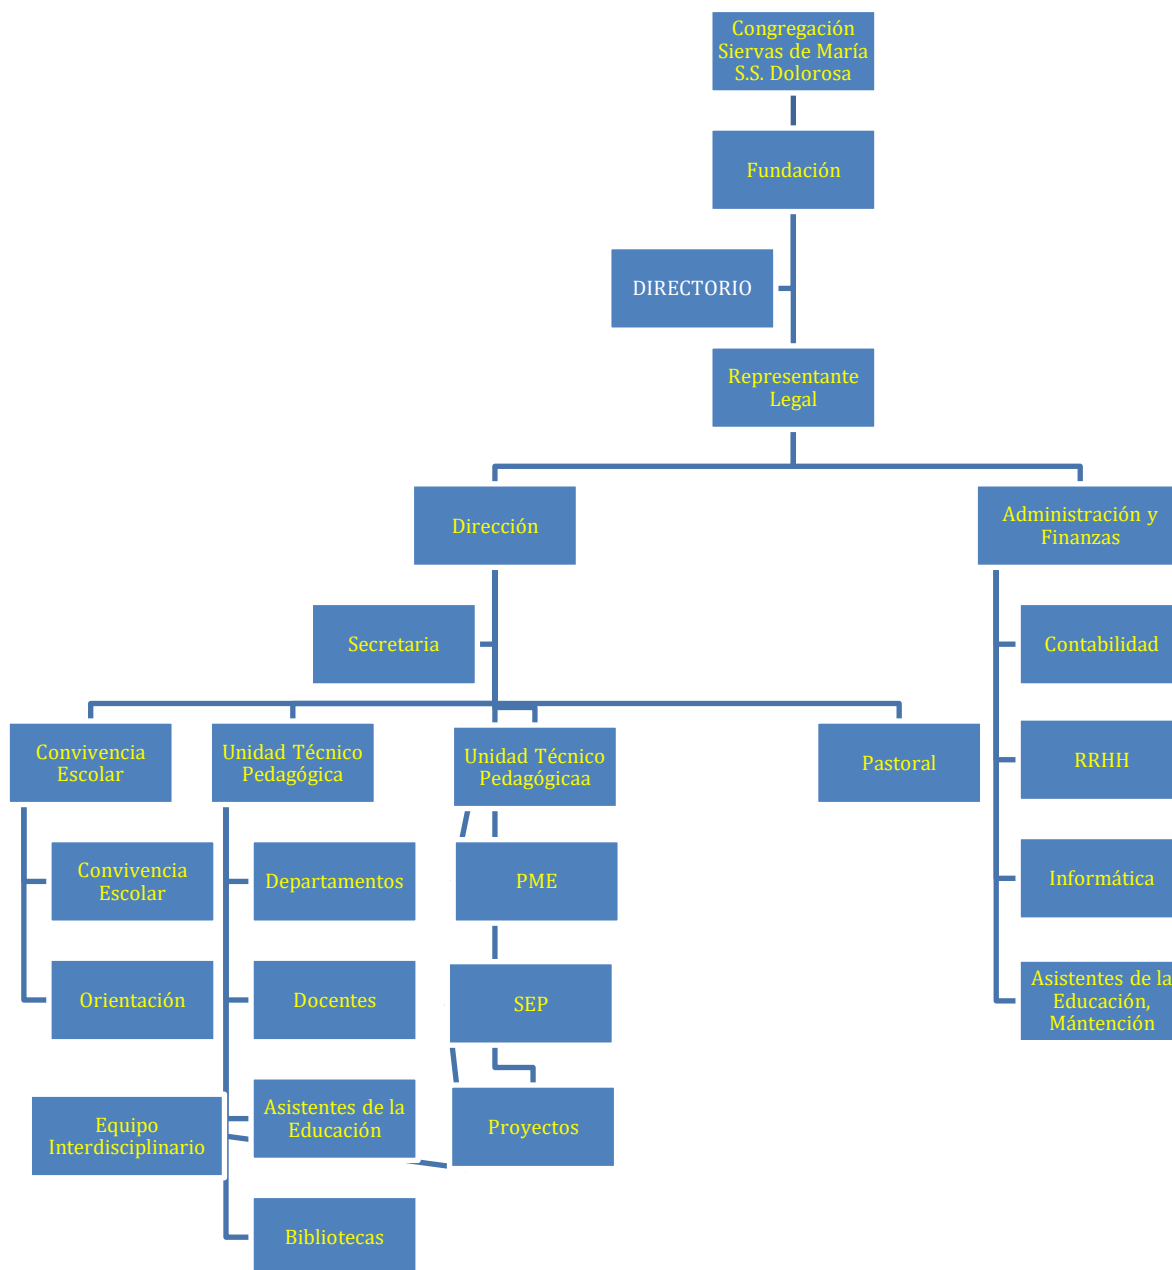 Congregación
Siervas de María
S.S. Dolorosa
Fundación
DIRECTORIO
Representante
Legal
Dirección
Administración y
Finanzas
Secretaria
Contabilidad
Convivencia
Escolar
Unidad Técnico
Pedagógica
Unidad Técnico
Pedagógicaa
Pastoral
RRHH
Convivencia
Escolar
Departamentos
PME
Informática
Orientación
Docentes
SEP
Asistentes de la
Educación,
Mántención
Equipo
Interdisciplinario
Asistentes de la
Educación
Proyectos
Bibliotecas